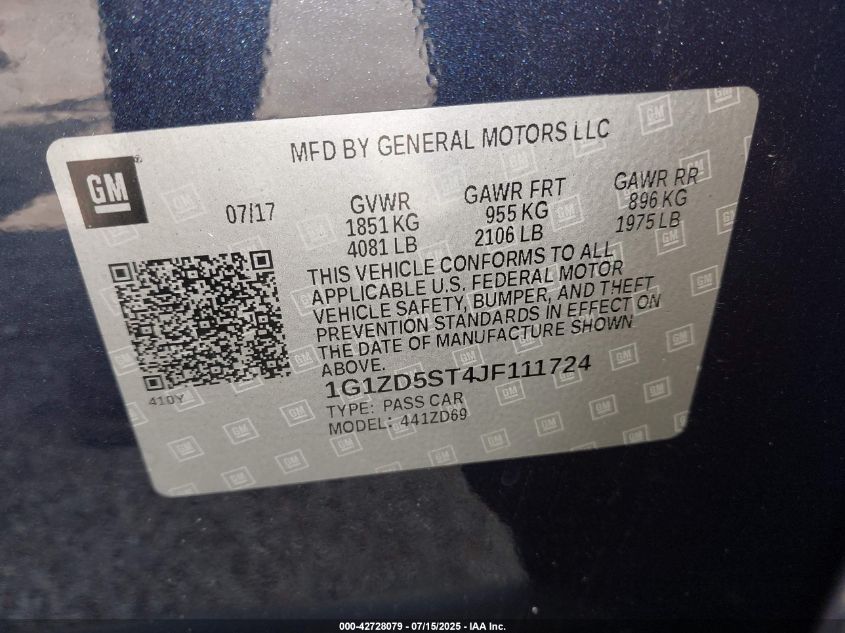 MFD BY GENERAL MOTORS LLC
GM
07/17
GVWR
1851 KG
4081 LB
GAWR FRT
955 KG
2106 LB
GAWR RR
896 KG
1975 LB
THIS VEHICLE CONFORMS TO ALL
APPLICABLE U.S. FEDERAL MOTOR
VEHICLE SAFETY, BUMPER, AND THEFT
PREVENTION STANDARDS IN EFFECT ON
THE DATE OF MANUFACTURE SHOWN
ABOVE.
410Y
1G1ZD5ST4JF111724
TYPE: PASS CAR
MODEL: 441ZD69
000-42728079 - 07/15/2025 - IAA Inc.